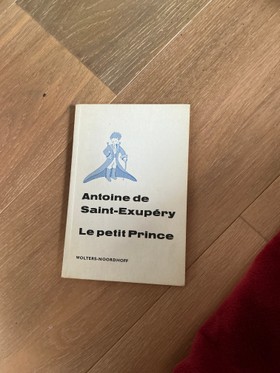 Antoine de
Saint-Exupéry
Le petit Prince
WOLTERS-NOORDHOFF